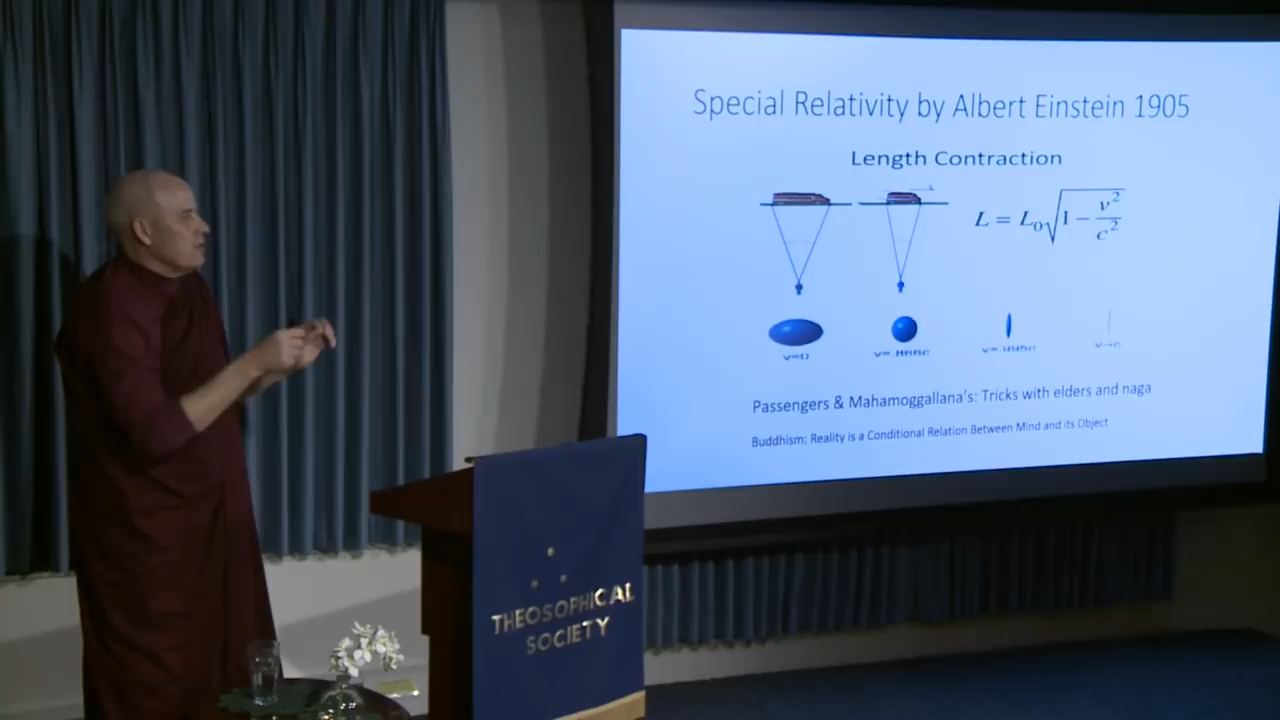 Special Relativity by Albert Einstein 1905
Length Contraction
L = L₀√1 − v²/c²
v=0
Passengers & Mahamoggallana's: Tricks with elders and naga
Buddhism: Reality is a Conditional Relation Between Mind and its Object
THEOSOPHICAL
SOCIETY